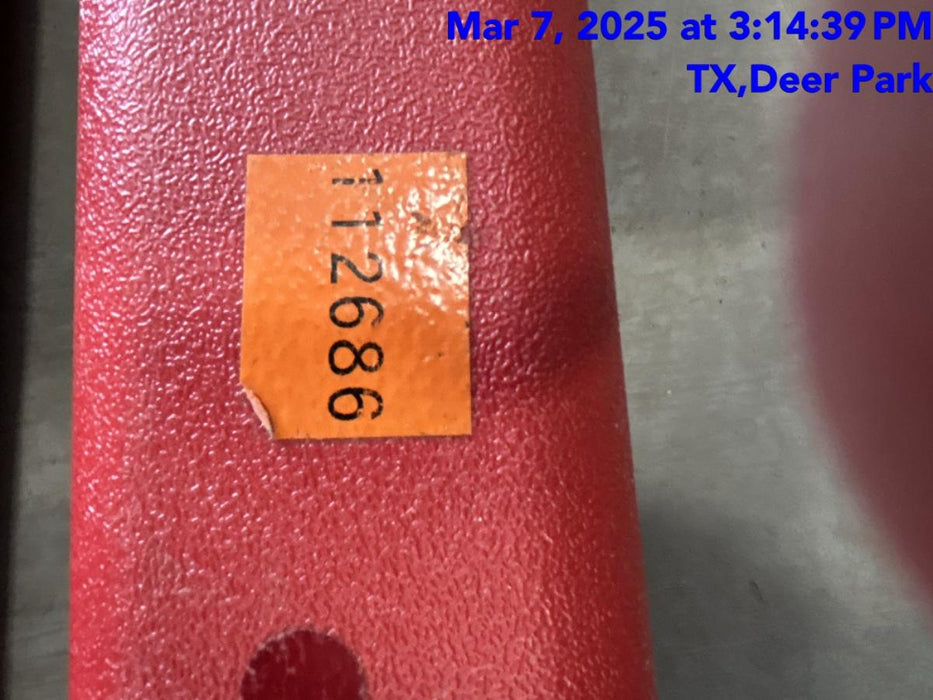 Mar 7, 2025 at 3:14:39 PM
TX,Deer Park
112686